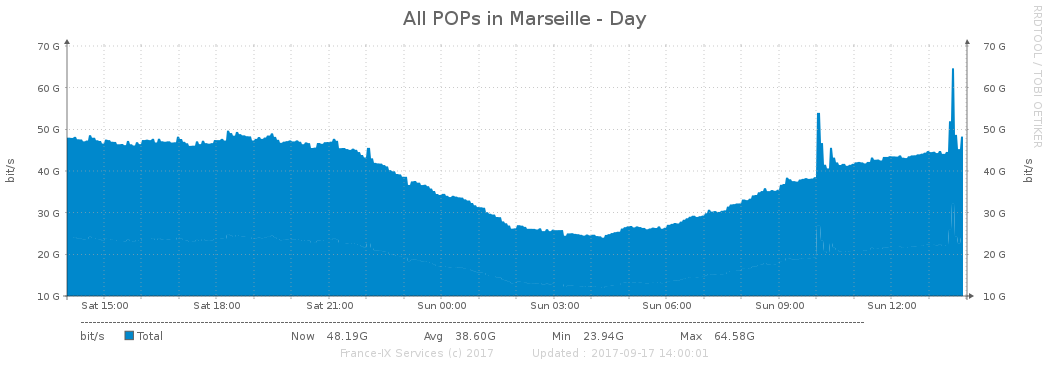 All POPs in Marseille - Day
RRDTOOL / TOBI OETIKER
70 G 70 G
60 G 60 G
50 G 50 G
40 G 40 G
30 G 30 G
20 G 20 G
10 G 10 G
bit/s bit/s
Sat 15:00 Sat 18:00 Sat 21:00 Sun 00:00 Sun 03:00 Sun 06:00 Sun 09:00 Sun 12:00
bit/s Total Now 48.19G Avg 38.60G Min 23.94G Max 64.58G
France-IX Services (c) 2017 Updated : 2017-09-17 14:00:01